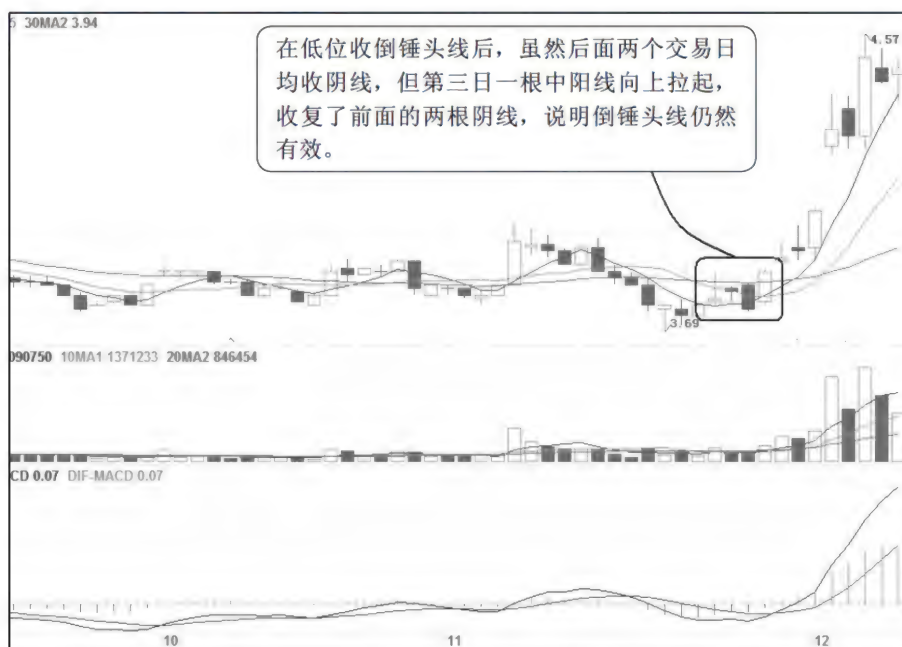 30MA2 3.94
在低位收倒锤头线后，虽然后面两个交易日
均收阴线，但第三日一根中阳线向上拉起，
收复了前面的两根阴线，说明倒锤头线仍然
有效。
4.57
3.69
090750 10MA1 1371233 20MA2 846454
CD 0.07 DIF-MACD 0.07
10 11 12